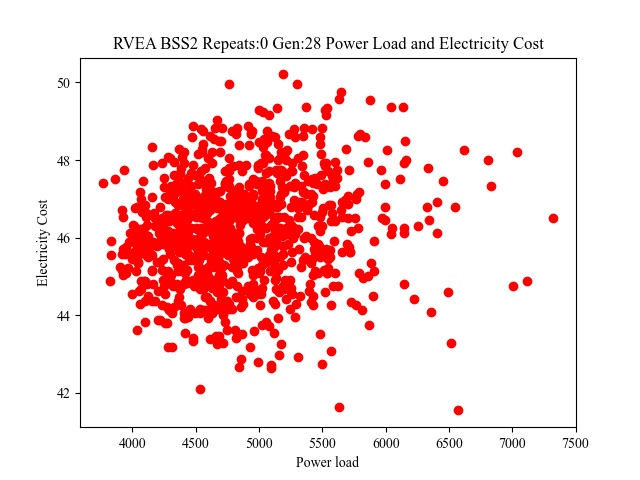 RVEA BSS2 Repeats:0 Gen:28 Power Load and Electricity Cost
50
48
46
44
42
Electricity Cost
4000 4500 5000 5500 6000 6500 7000 7500
Power load